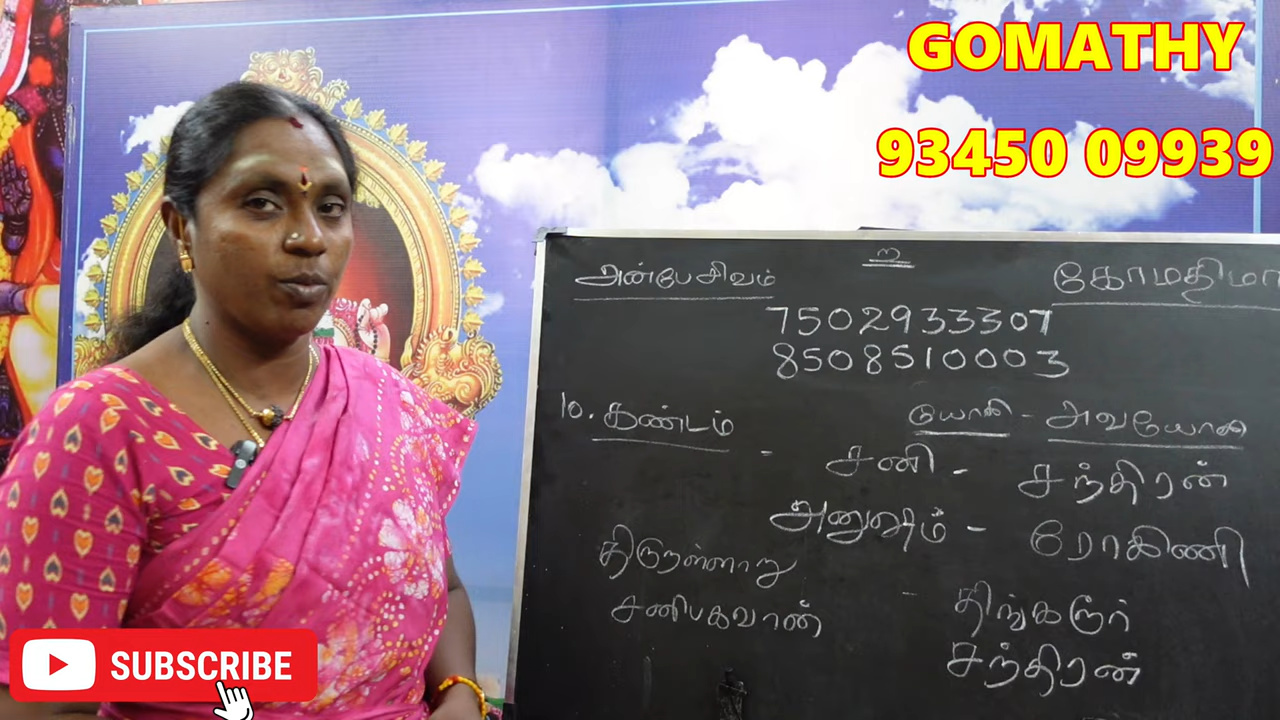 GOMATHY
93450 09939
உ
அன்பே சிவம்
கோமதிமா
7502933307
8508510003
10. கண்டம்
யோகி - அவயோகி
- சனி - சந்திரன்
அனுஷம் - ரோகிணி
திருநள்ளாறு
சனிபகவான்
- திங்களூர்
சந்திரன்
SUBSCRIBE